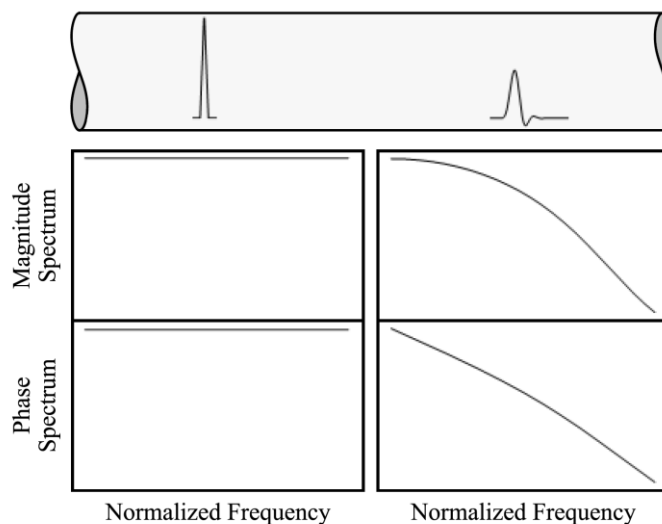 Magnitude
Spectrum
Phase
Spectrum
Normalized Frequency
Normalized Frequency